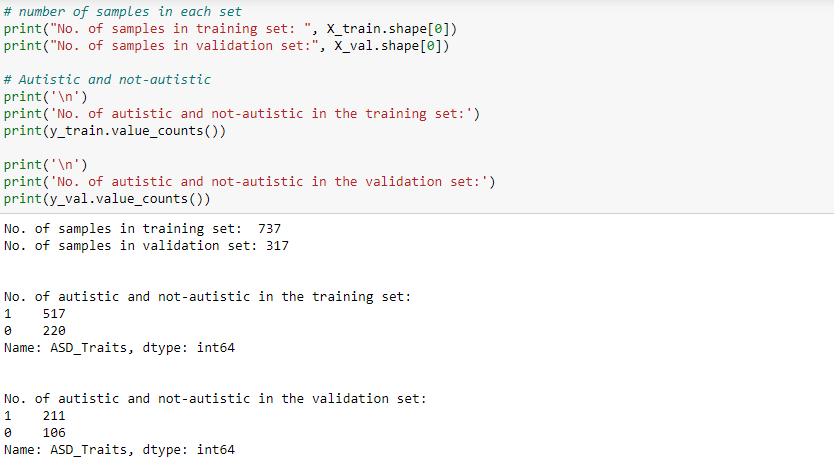 # number of samples in each set
print("No. of samples in training set: ", X_train.shape[0])
print("No. of samples in validation set:", X_val.shape[0])
# Autistic and not-autistic
print('\n')
print('No. of autistic and not-autistic in the training set:')
print(y_train.value_counts())
print('\n')
print('No. of autistic and not-autistic in the validation set:')
print(y_val.value_counts())
No. of samples in training set:  737
No. of samples in validation set: 317
No. of autistic and not-autistic in the training set:
1    517
0    220
Name: ASD_Traits, dtype: int64
No. of autistic and not-autistic in the validation set:
1    211
0    106
Name: ASD_Traits, dtype: int64